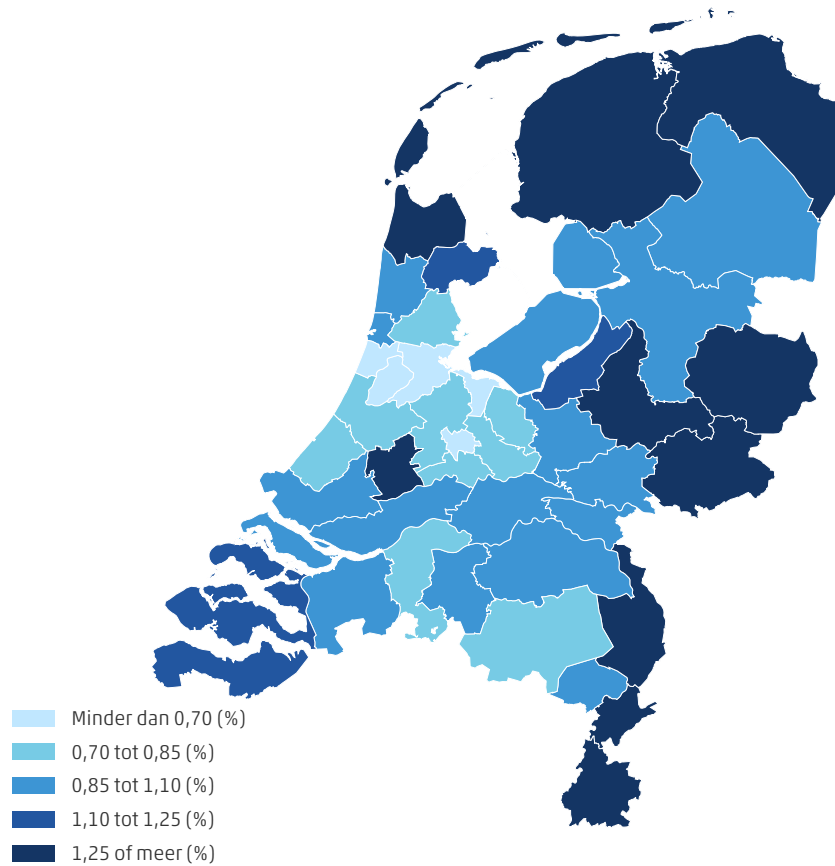 Minder dan 0,70 (%)
0,70 tot 0,85 (%)
0,85 tot 1,10 (%)
1,10 tot 1,25 (%)
1,25 of meer (%)